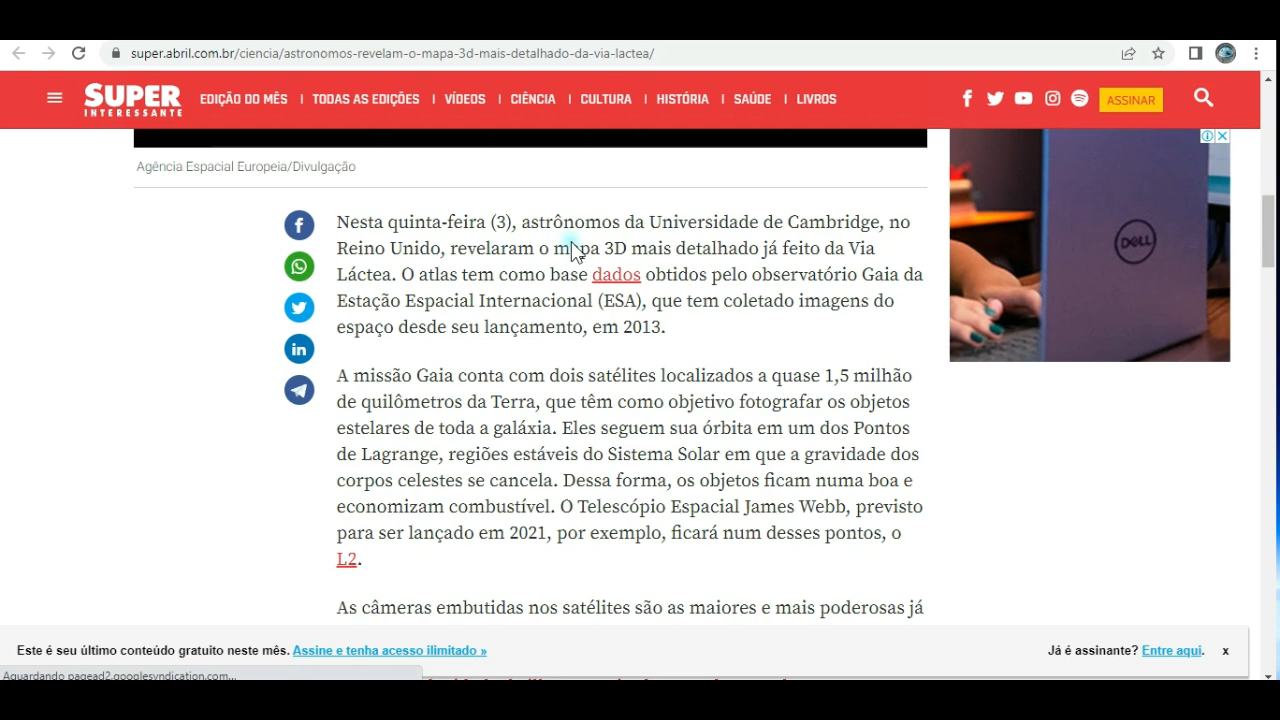 super.abril.com.br/ciencia/astronomos-revelam-o-mapa-3d-mais-detalhado-da-via-lactea/
SUPER
INTERESSANTE
EDIÇÃO DO MÊS | TODAS AS EDIÇÕES | VÍDEOS | CIÊNCIA | CULTURA | HISTÓRIA | SAÚDE | LIVROS
ASSINAR
Agência Espacial Europeia/Divulgação
DELL
Nesta quinta-feira (3), astrônomos da Universidade de Cambridge, no
Reino Unido, revelaram o mapa 3D mais detalhado já feito da Via
Láctea. O atlas tem como base dados obtidos pelo observatório Gaia da
Estação Espacial Internacional (ESA), que tem coletado imagens do
espaço desde seu lançamento, em 2013.
A missão Gaia conta com dois satélites localizados a quase 1,5 milhão
de quilômetros da Terra, que têm como objetivo fotografar os objetos
estelares de toda a galáxia. Eles seguem sua órbita em um dos Pontos
de Lagrange, regiões estáveis do Sistema Solar em que a gravidade dos
corpos celestes se cancela. Dessa forma, os objetos ficam numa boa e
economizam combustível. O Telescópio Espacial James Webb, previsto
para ser lançado em 2021, por exemplo, ficará num desses pontos, o
L2.
As câmeras embutidas nos satélites são as maiores e mais poderosas já
Este é seu último conteúdo gratuito neste mês. Assine e tenha acesso ilimitado »
Já é assinante? Entre aqui. x
Aguardando pagead2.googlesyndication.com...